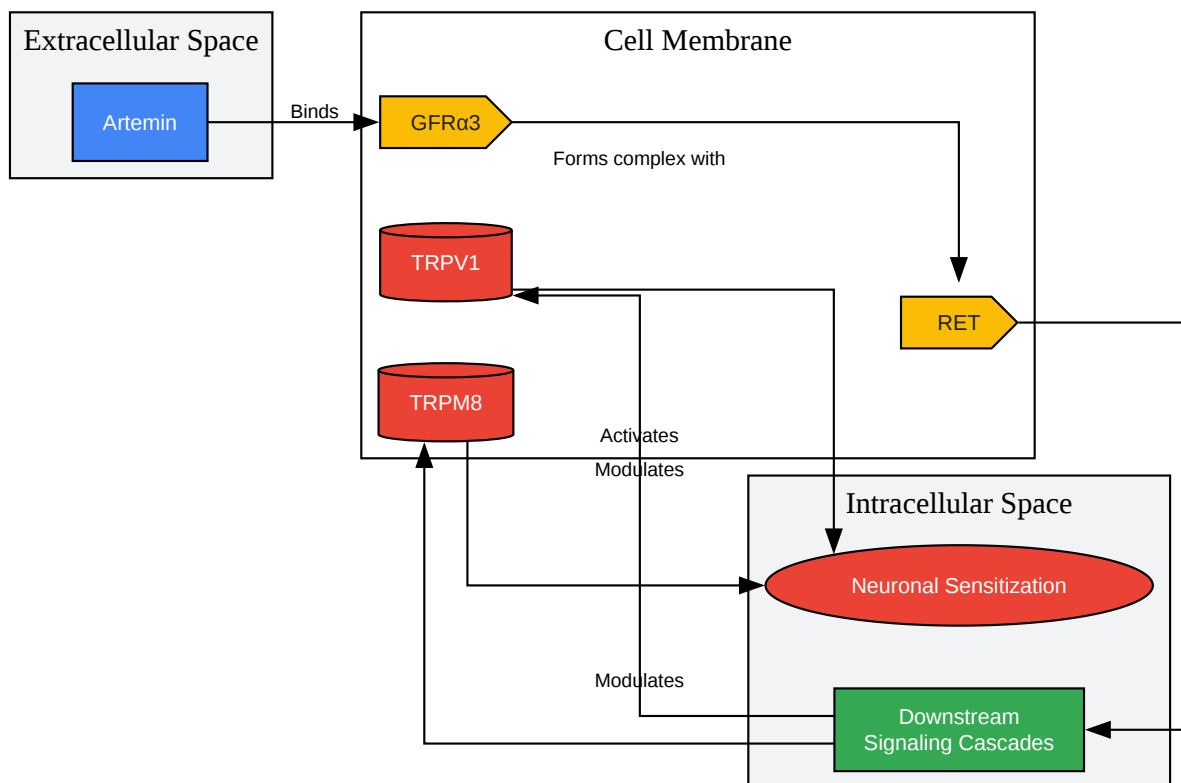 Extracellular Space
Cell Membrane
Artemin
Binds
GFRα3
Forms complex with
TRPV1
RET
TRPM8
Activates
Modulates
Intracellular Space
Neuronal Sensitization
Modulates
Downstream
Signaling Cascades